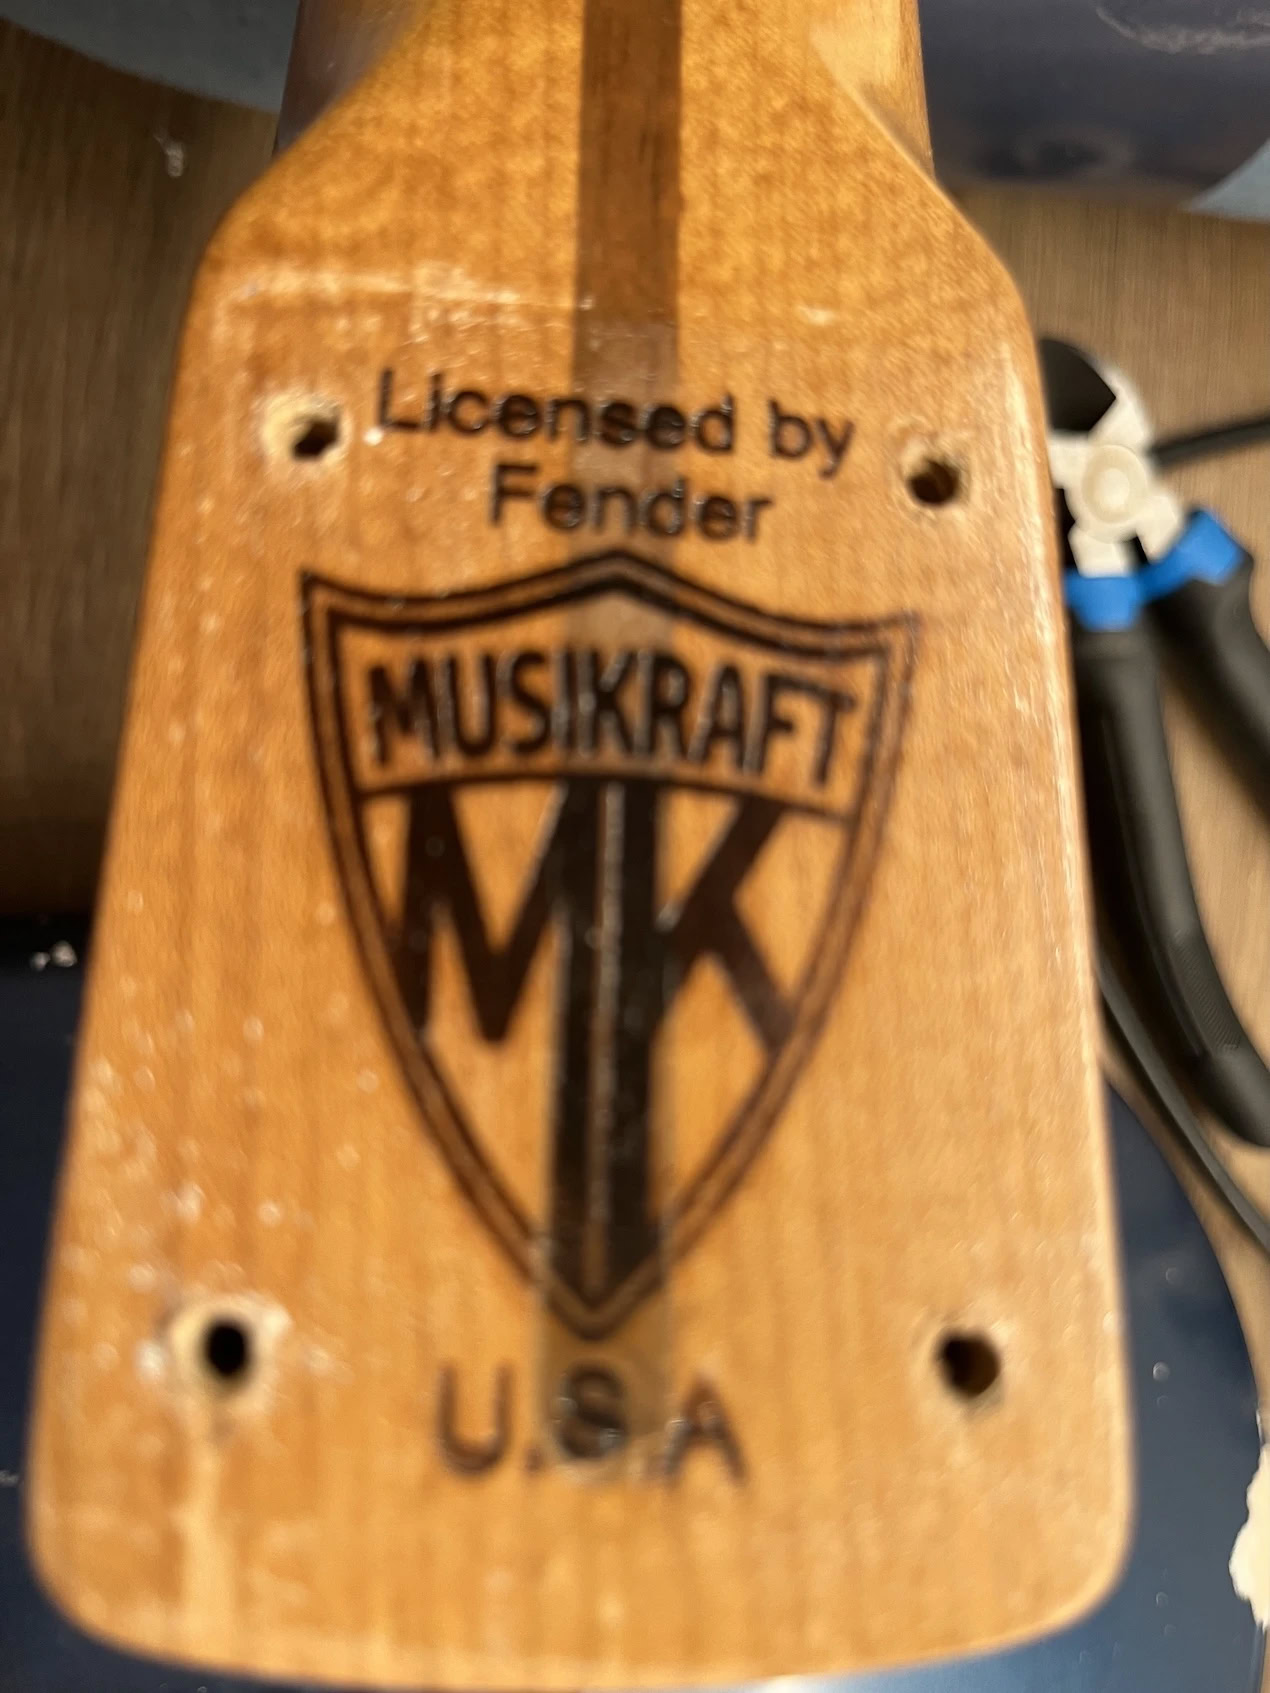 Licensed by
Fender
MUSIKRAFT
MK
U.S.A